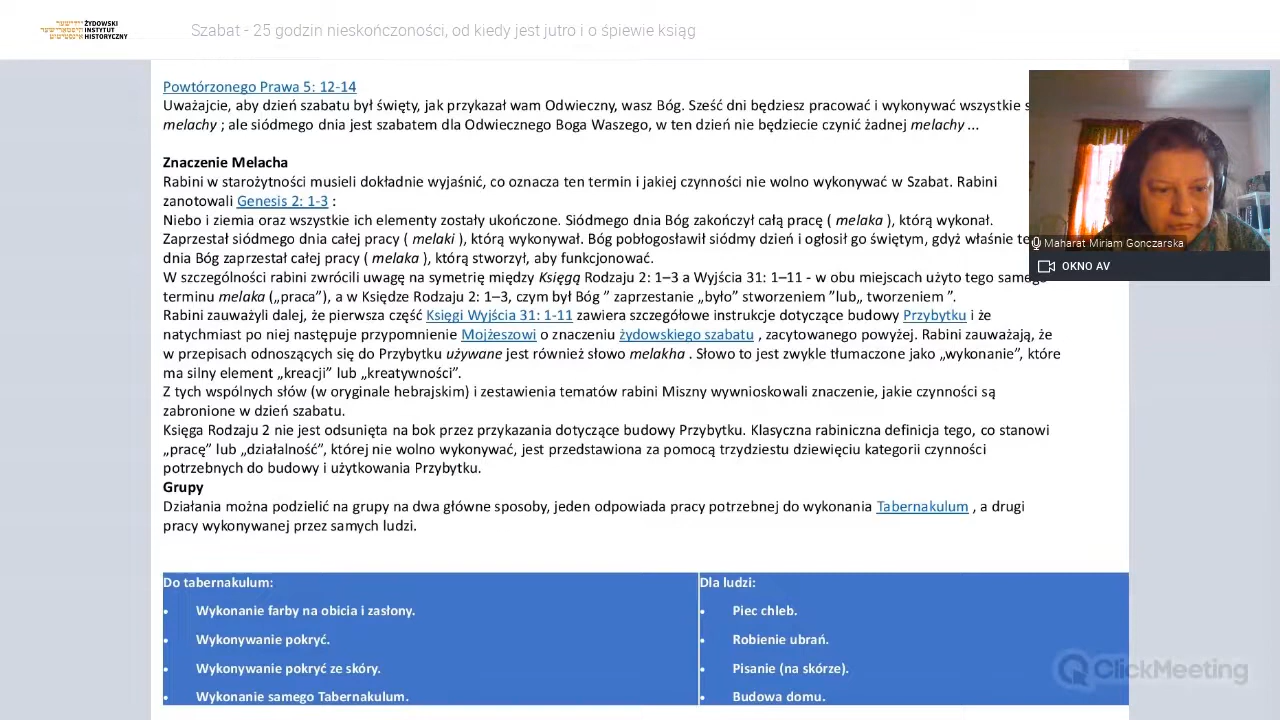 ŻYDOWSKI
INSTYTUT
HISTORYCZNY
Szabat - 25 godzin nieskończoności, od kiedy jest jutro i o śpiewie ksiąg
Powtórzonego Prawa 5: 12-14
Uważajcie, aby dzień szabatu był święty, jak przykazał wam Odwieczny, wasz Bóg. Sześć dni będziesz pracować i wykonywać wszystkie
melachy ; ale siódmego dnia jest szabatem dla Odwiecznego Boga Waszego, w ten dzień nie będziecie czynić żadnej melachy ...
Znaczenie Melacha
Rabini w starożytności musieli dokładnie wyjaśnić, co oznacza ten termin i jakiej czynności nie wolno wykonywać w Szabat. Rabini
zanotowali Genesis 2: 1-3 :
Niebo i ziemia oraz wszystkie ich elementy zostały ukończone. Siódmego dnia Bóg zakończył całą pracę ( melaka ), którą wykonał.
Zaprzestał siódmego dnia całej pracy ( melaki ), którą wykonywał. Bóg pobłogosławił siódmy dzień i ogłosił go świętym, gdyż właśnie
dnia Bóg zaprzestał całej pracy ( melaka ), którą stworzył, aby funkcjonować.
W szczególności rabini zwrócili uwagę na symetrię między Księgą Rodzaju 2: 1–3 a Wyjścia 31: 1–11 - w obu miejscach użyto tego samego
terminu melaka („praca”), a w Księdze Rodzaju 2: 1–3, czym był Bóg ” zaprzestanie „było” stworzeniem ”lub„ tworzeniem ”.
Rabini zauważyli dalej, że pierwsza część Księgi Wyjścia 31: 1-11 zawiera szczegółowe instrukcje dotyczące budowy Przybytku i że
natychmiast po niej następuje przypomnienie Mojżeszowi o znaczeniu żydowskiego szabatu , zacytowanego powyżej. Rabini zauważają, że
w przepisach odnoszących się do Przybytku używane jest również słowo melakha . Słowo to jest zwykle tłumaczone jako „wykonanie”, które
ma silny element „kreacji” lub „kreatywności”.
Z tych wspólnych słów (w oryginale hebrajskim) i zestawienia tematów rabini Miszny wywnioskowali znaczenie, jakie czynności są
zabronione w dzień szabatu.
Księga Rodzaju 2 nie jest odsunięta na bok przez przykazania dotyczące budowy Przybytku. Klasyczna rabiniczna definicja tego, co stanowi
„pracę” lub „działalność”, której nie wolno wykonywać, jest przedstawiona za pomocą trzydziestu dziewięciu kategorii czynności
potrzebnych do budowy i użytkowania Przybytku.
Grupy
Działania można podzielić na grupy na dwa główne sposoby, jeden odpowiada pracy potrzebnej do wykonania Tabernakulum , a drugi
pracy wykonywanej przez samych ludzi.
Do tabernakulum:
• Wykonanie farby na obicia i zasłony.
• Wykonywanie pokryć.
• Wykonywanie pokryć ze skóry.
• Wykonanie samego Tabernakulum.
Dla ludzi:
• Piec chleb.
• Robienie ubrań.
• Pisanie (na skórze).
• Budowa domu.
Maharat Miriam Gonczarska
OKNO AV
ClickMeeting